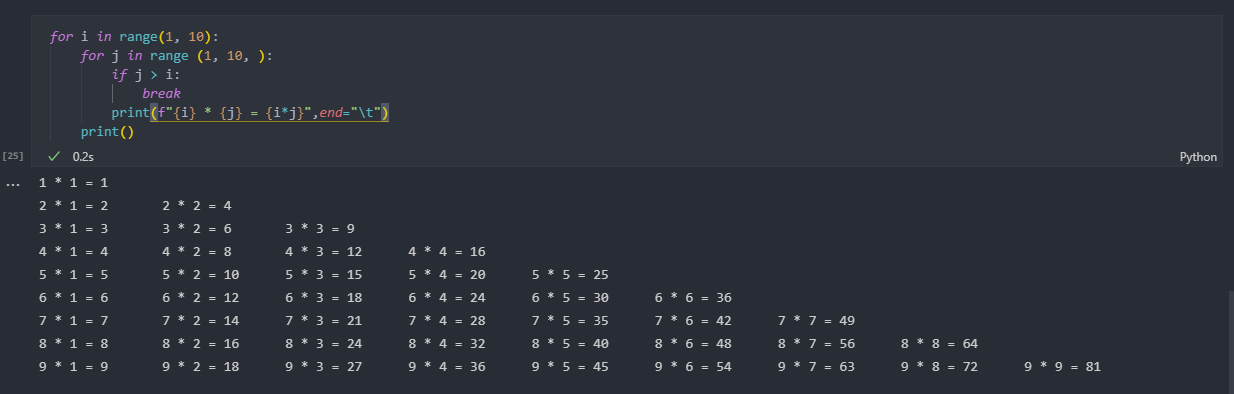 for i in range(1, 10):
    for j in range (1, 10, ):
        if j > i:
            break
        print(f"{i} * {j} = {i*j}",end="\t")
    print()
[25] ✓ 0.2s Python
... 1 * 1 = 1
2 * 1 = 2	2 * 2 = 4
3 * 1 = 3	3 * 2 = 6	3 * 3 = 9
4 * 1 = 4	4 * 2 = 8	4 * 3 = 12	4 * 4 = 16
5 * 1 = 5	5 * 2 = 10	5 * 3 = 15	5 * 4 = 20	5 * 5 = 25
6 * 1 = 6	6 * 2 = 12	6 * 3 = 18	6 * 4 = 24	6 * 5 = 30	6 * 6 = 36
7 * 1 = 7	7 * 2 = 14	7 * 3 = 21	7 * 4 = 28	7 * 5 = 35	7 * 6 = 42	7 * 7 = 49
8 * 1 = 8	8 * 2 = 16	8 * 3 = 24	8 * 4 = 32	8 * 5 = 40	8 * 6 = 48	8 * 7 = 56	8 * 8 = 64
9 * 1 = 9	9 * 2 = 18	9 * 3 = 27	9 * 4 = 36	9 * 5 = 45	9 * 6 = 54	9 * 7 = 63	9 * 8 = 72	9 * 9 = 81